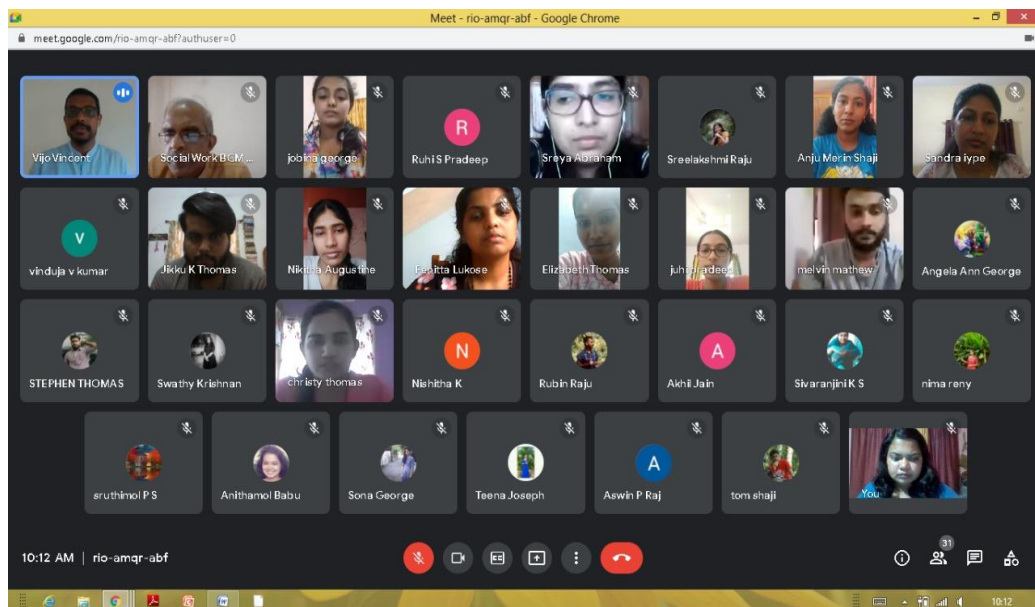 Meet - rio-amqr-abf - Google Chrome
meet.google.com/rio-amqr-abf?authuser=0
Vijo Vincent
Social Work BCM ...
jobina george
R
Ruhi S Pradeep
Sreya Abraham
Sreelakshmi Raju
Anju Merin Shaji
Sandra iype
V
vinduja v kumar
Jikku K Thomas
Nikitha Augustine
Benitta Lukose
Elizabeth Thomas
juhi pradeep
melvin mathew
Angela Ann George
STEPHEN THOMAS
Swathy Krishnan
christy thomas
N
Nishitha K
Rubin Raju
A
Akhil Jain
Sivaranjini K S
nima reny
sruthimol P S
Anithamol Babu
Sona George
Teena Joseph
A
Aswin P Raj
tom shaji
You
10:12 AM | rio-amqr-abf
31
10:12